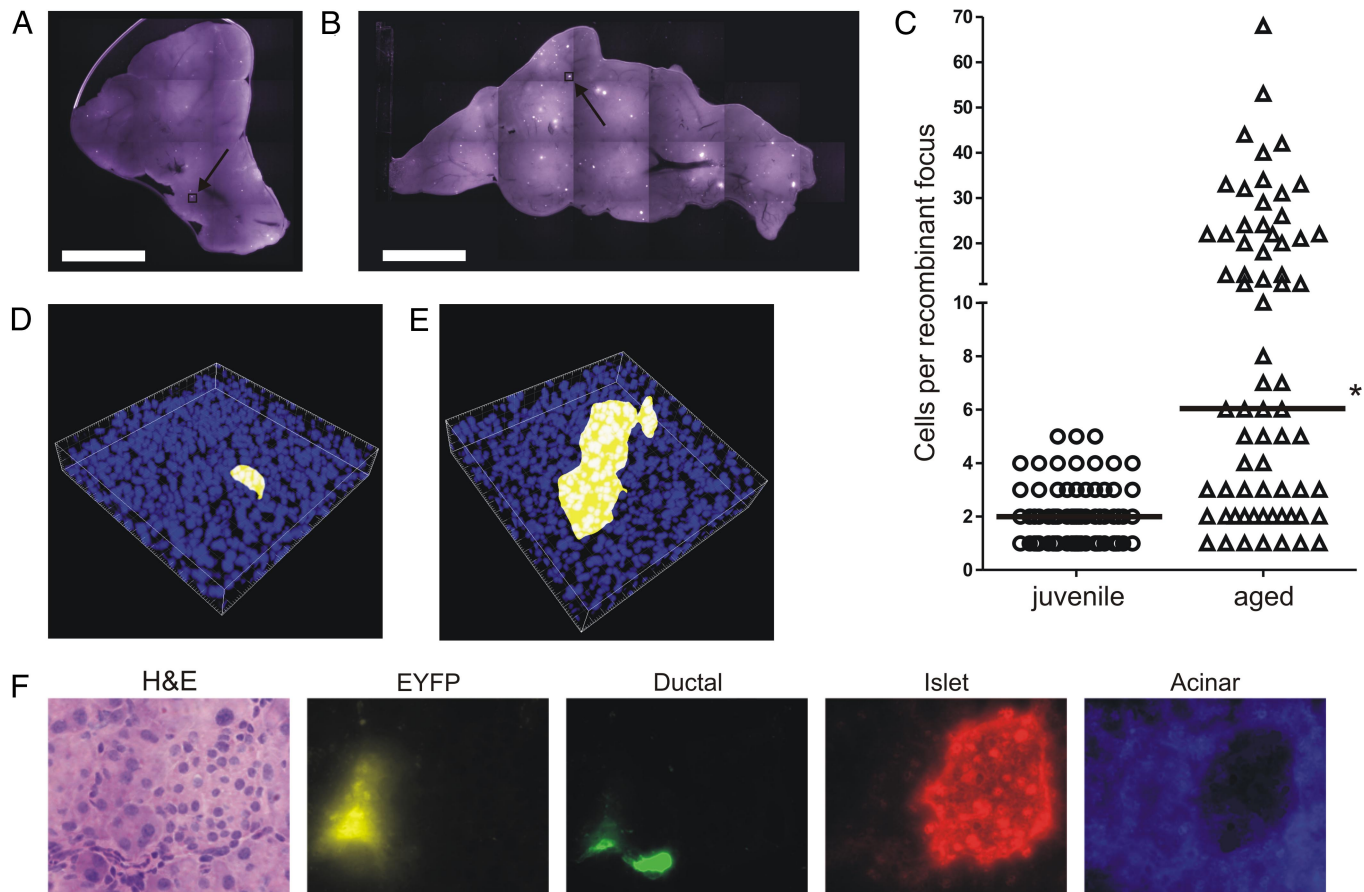 A
B
C
70
60
50
40
30
20
10
8
6
4
2
0
Cells per recombinant focus
*
juvenile
aged
D
E
F
H&E
EYFP
Ductal
Islet
Acinar